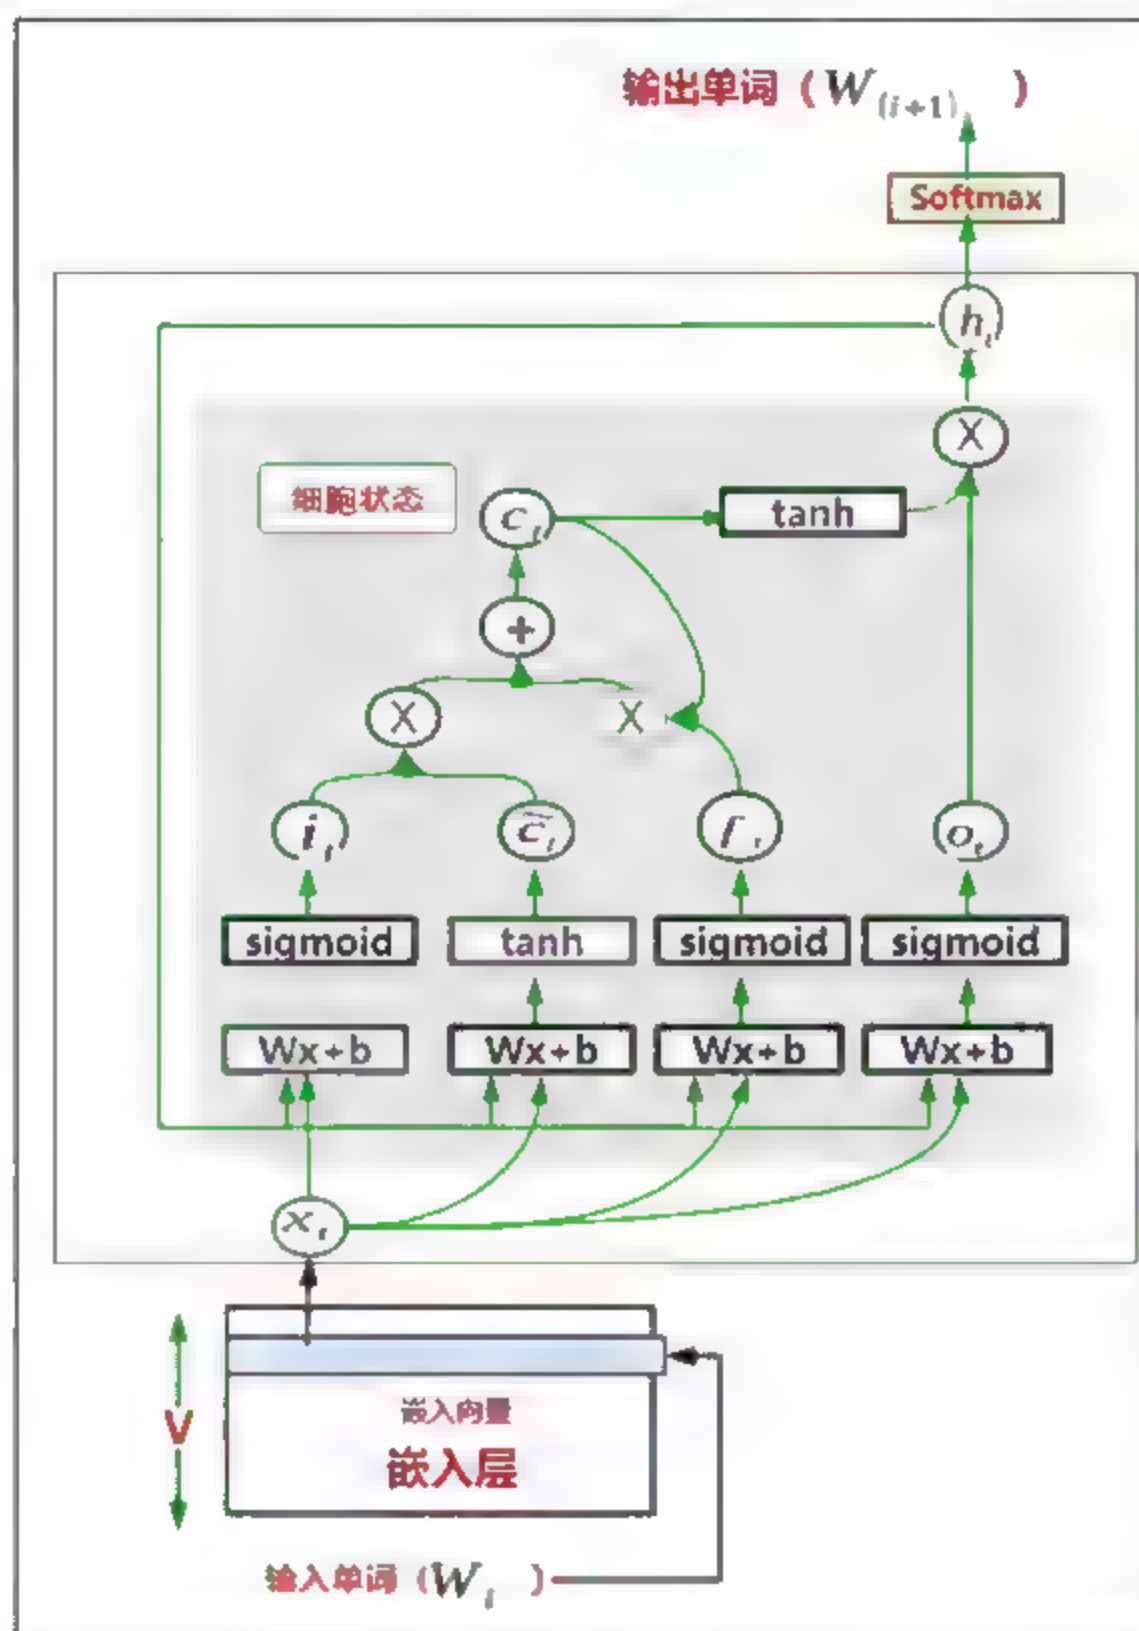 输出单词（W(i+1)）
Softmax
h_t
X
细胞状态
C_t
tanh
+
X X
i_t c̃_t f_t o_t
sigmoid tanh sigmoid sigmoid
Wx+b Wx+b Wx+b Wx+b
x_t
V
嵌入向量
嵌入层
输入单词（W_i）